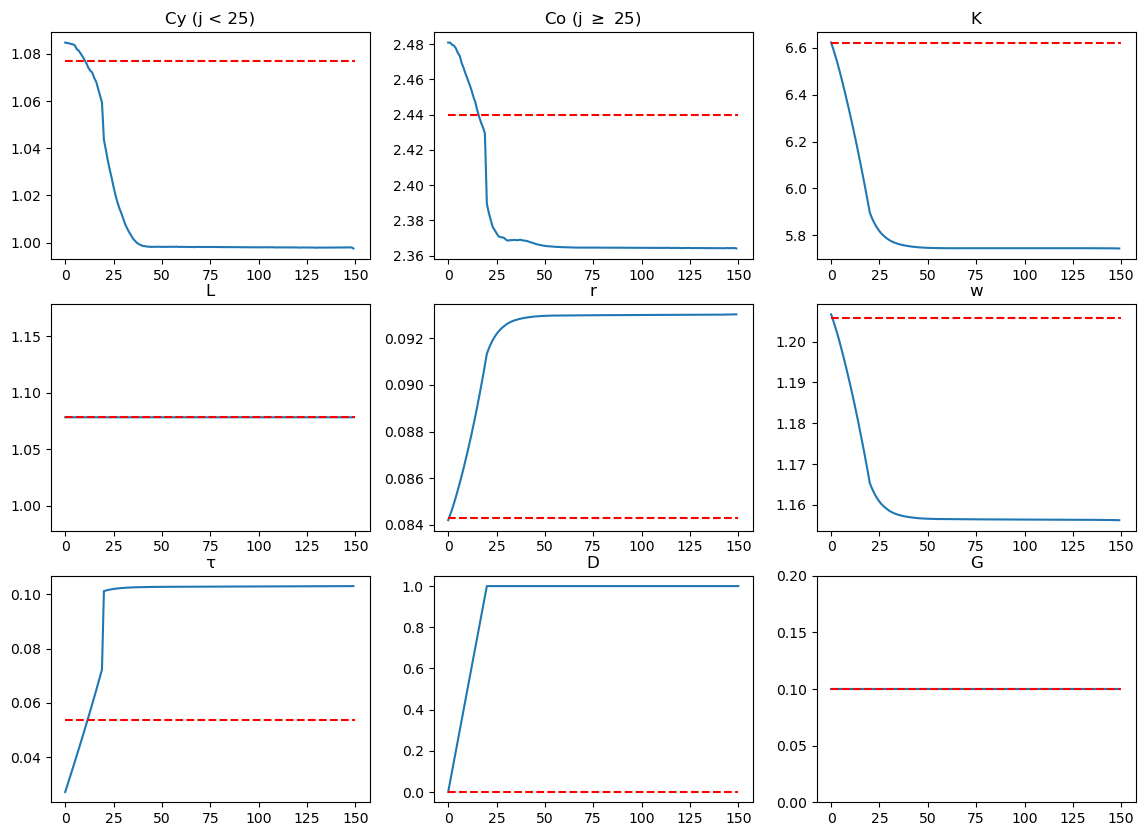 Cy (j < 25)
1.08
1.06
1.04
1.02
1.00
0 25 50 75 100 125 150
Co (j ≥ 25)
2.48
2.46
2.44
2.42
2.40
2.38
2.36
0 25 50 75 100 125 150
K
6.6
6.4
6.2
6.0
5.8
0 25 50 75 100 125 150
L
1.15
1.10
1.05
1.00
0 25 50 75 100 125 150
r
0.092
0.090
0.088
0.086
0.084
0 25 50 75 100 125 150
w
1.20
1.19
1.18
1.17
1.16
0 25 50 75 100 125 150
τ
0.10
0.08
0.06
0.04
0 25 50 75 100 125 150
D
1.0
0.8
0.6
0.4
0.2
0.0
0 25 50 75 100 125 150
G
0.20
0.15
0.10
0.05
0.00
0 25 50 75 100 125 150